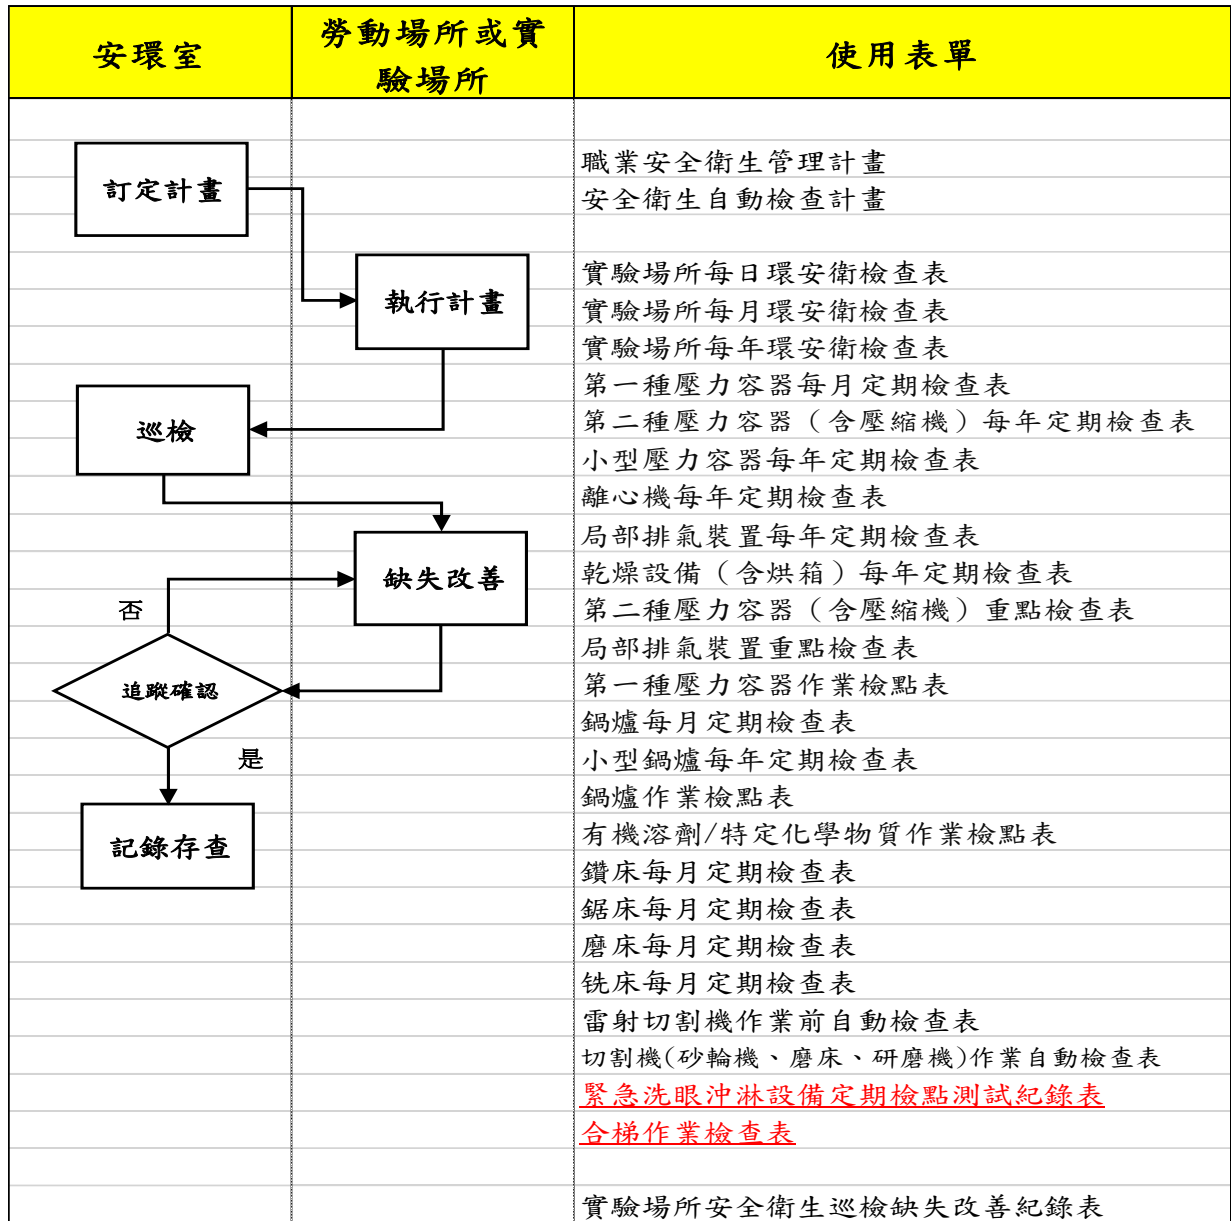 安環室
勞動場所或實
驗場所
使用表單
訂定計畫
執行計畫
巡檢
缺失改善
否
追蹤確認
是
記錄存查
職業安全衛生管理計畫
安全衛生自動檢查計畫
實驗場所每日環安衛檢查表
實驗場所每月環安衛檢查表
實驗場所每年環安衛檢查表
第一種壓力容器每月定期檢查表
第二種壓力容器（含壓縮機）每年定期檢查表
小型壓力容器每年定期檢查表
離心機每年定期檢查表
局部排氣裝置每年定期檢查表
乾燥設備（含烘箱）每年定期檢查表
第二種壓力容器（含壓縮機）重點檢查表
局部排氣裝置重點檢查表
第一種壓力容器作業檢點表
鍋爐每月定期檢查表
小型鍋爐每年定期檢查表
鍋爐作業檢點表
有機溶劑/特定化學物質作業檢點表
鑽床每月定期檢查表
鋸床每月定期檢查表
磨床每月定期檢查表
铣床每月定期檢查表
雷射切割機作業前自動檢查表
切割機(砂輪機、磨床、研磨機)作業自動檢查表
緊急洗眼沖淋設備定期檢點測試紀錄表
合梯作業檢查表
實驗場所安全衛生巡檢缺失改善紀錄表